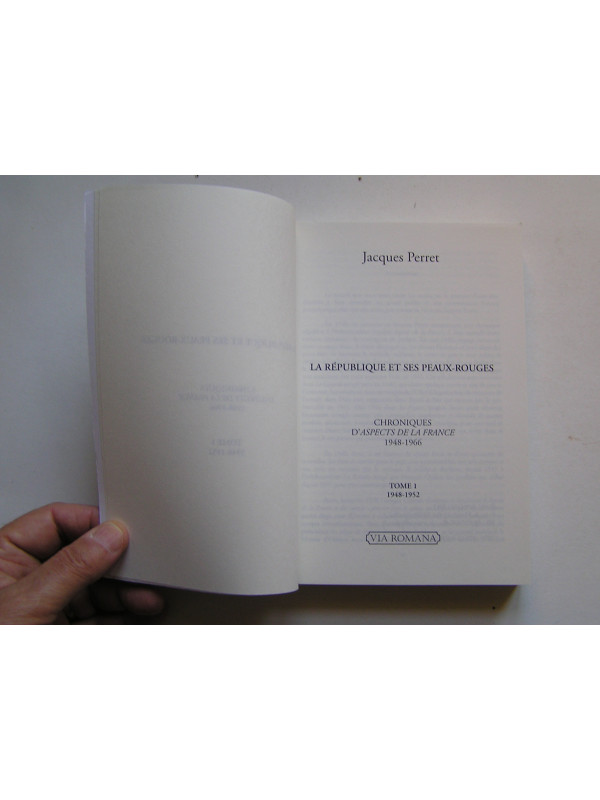 Jacques Perret
LA RÉPUBLIQUE ET SES PEAUX-ROUGES
CHRONIQUES
D'ASPECTS DE LA FRANCE
1948-1966
TOME 1
1948-1952
VIA ROMANA